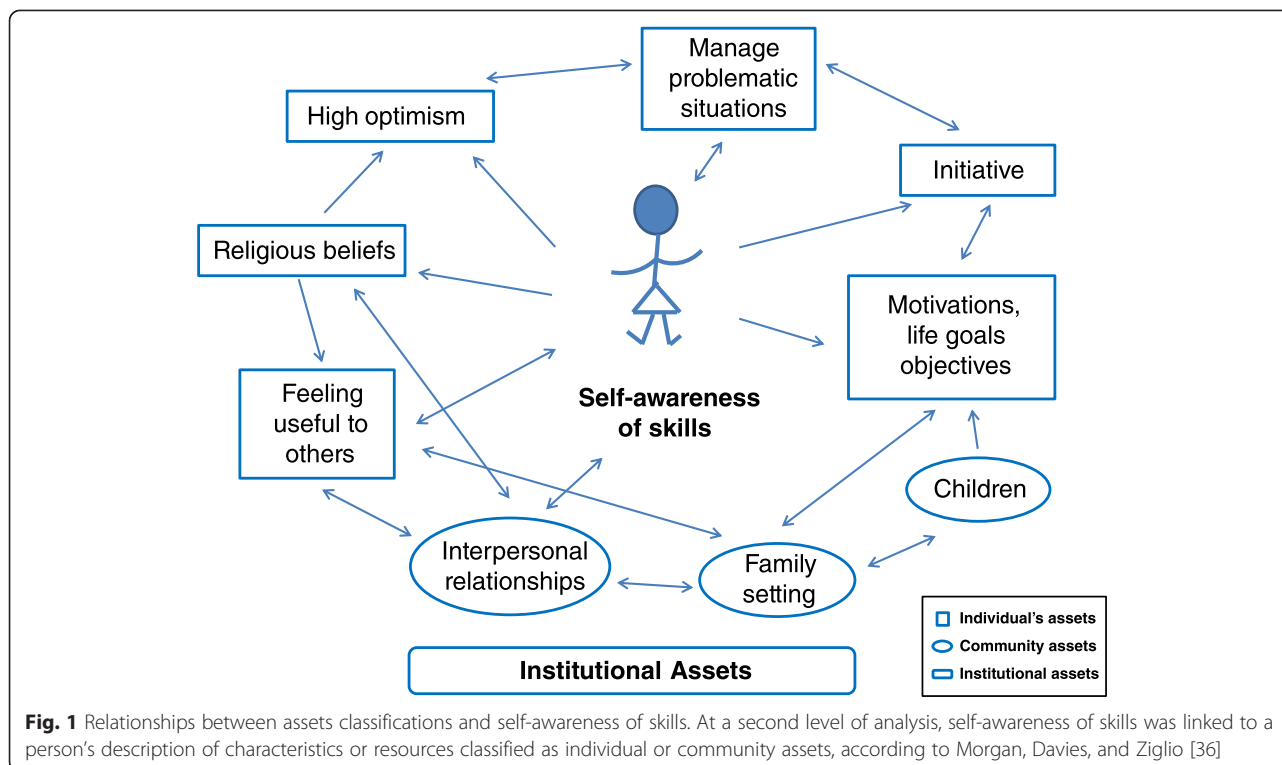 Manage
problematic
situations
High optimism
Initiative
Religious beliefs
Motivations,
life goals
objectives
Feeling
useful to
others
Self-awareness
of skills
Children
Interpersonal
relationships
Family
setting
Individual's assets
Community assets
Institutional assets
Institutional Assets
Fig. 1 Relationships between assets classifications and self-awareness of skills. At a second level of analysis, self-awareness of skills was linked to a
person's description of characteristics or resources classified as individual or community assets, according to Morgan, Davies, and Ziglio [36]